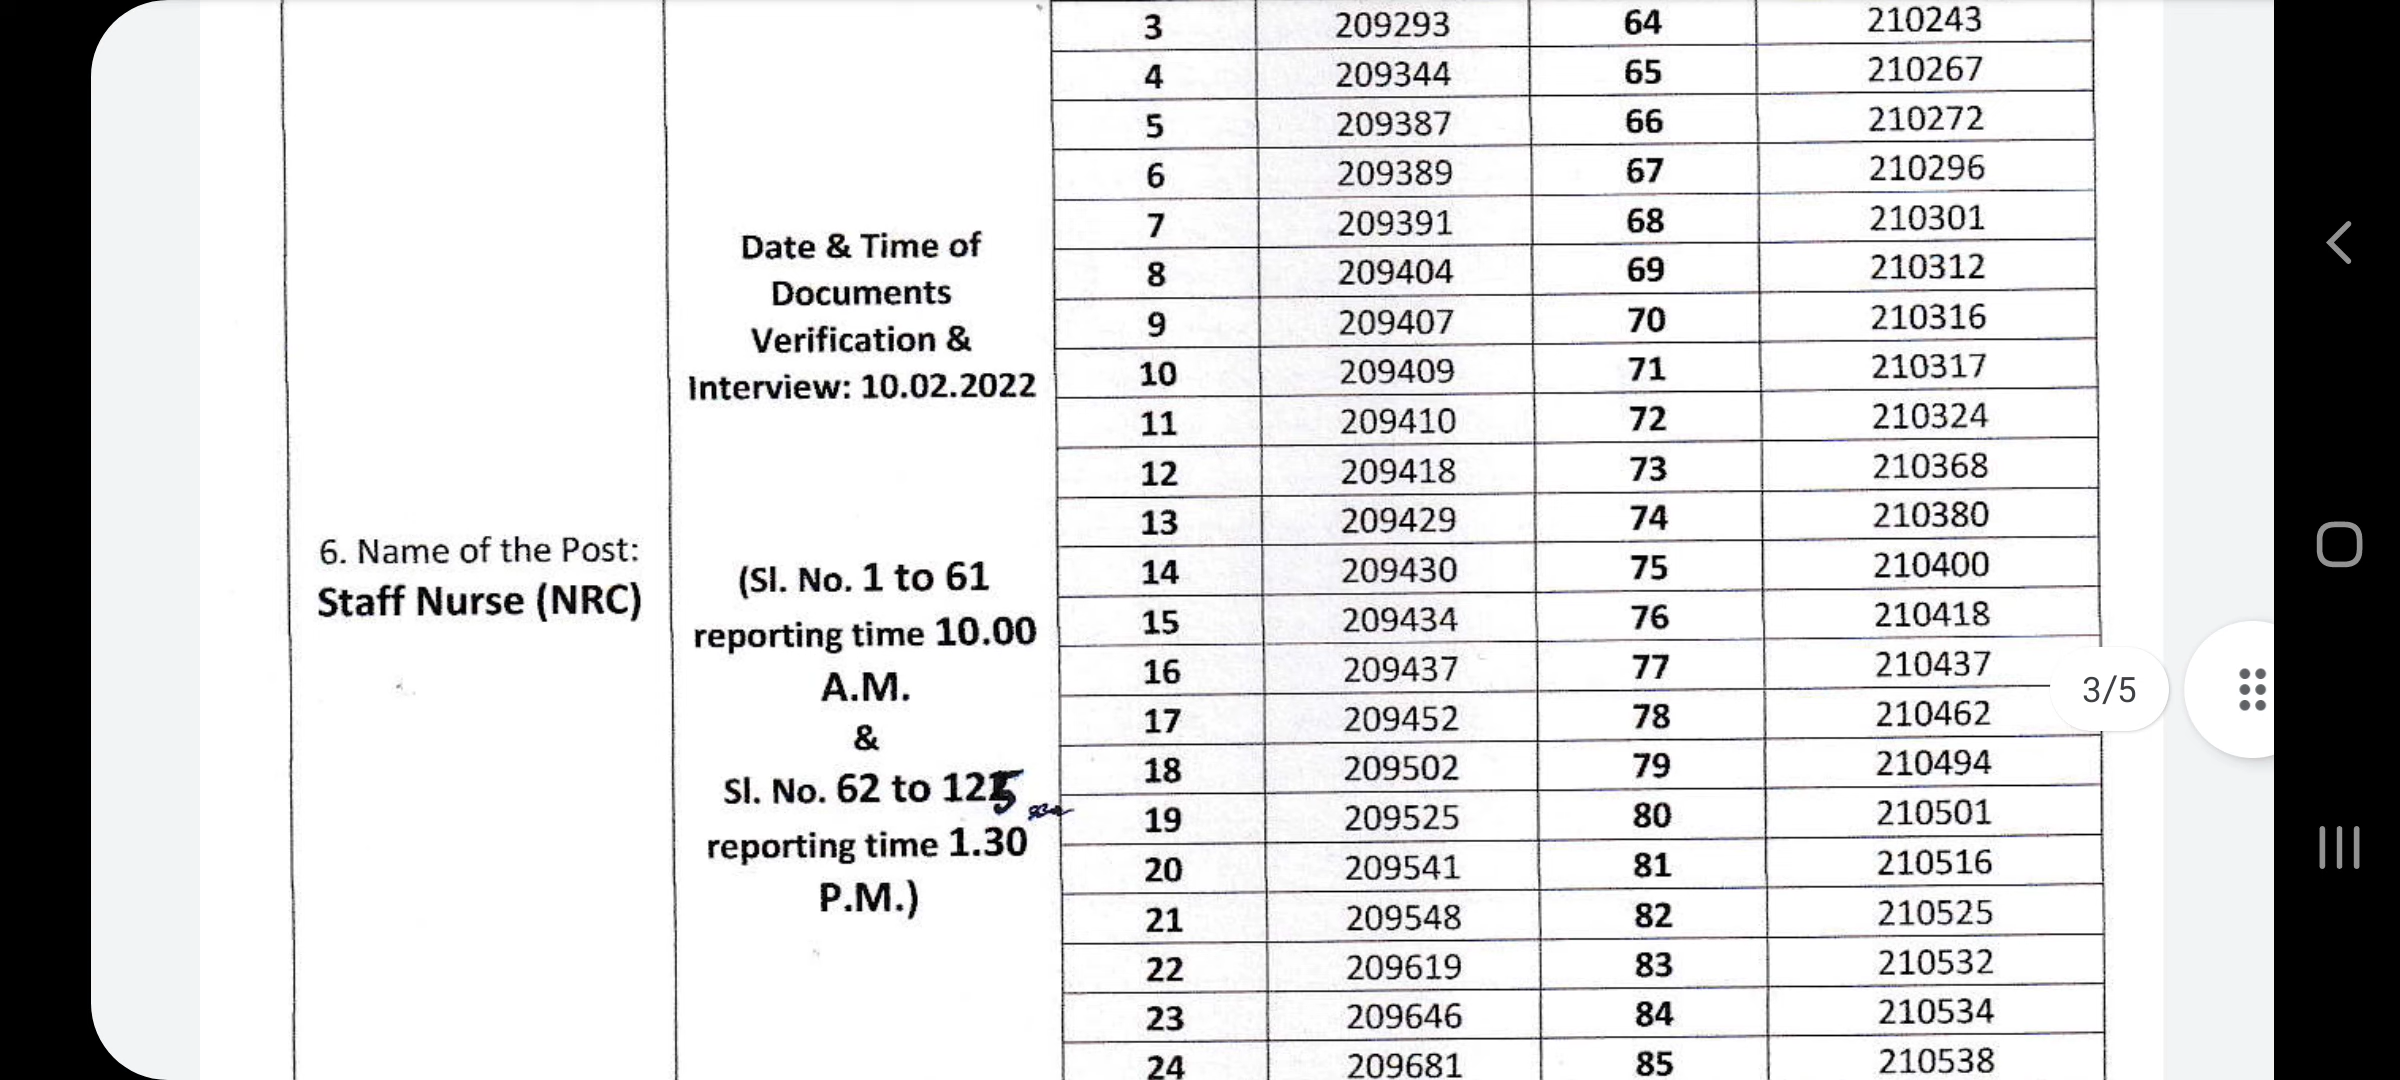 6. Name of the Post:
Staff Nurse (NRC)
Date & Time of
Documents
Verification &
Interview: 10.02.2022
(Sl. No. 1 to 61
reporting time 10.00
A.M.
&
Sl. No. 62 to 125
reporting time 1.30
P.M.)
3 209293 64 210243
4 209344 65 210267
5 209387 66 210272
6 209389 67 210296
7 209391 68 210301
8 209404 69 210312
9 209407 70 210316
10 209409 71 210317
11 209410 72 210324
12 209418 73 210368
13 209429 74 210380
14 209430 75 210400
15 209434 76 210418
16 209437 77 210437
17 209452 78 210462
18 209502 79 210494
19 209525 80 210501
20 209541 81 210516
21 209548 82 210525
22 209619 83 210532
23 209646 84 210534
24 209681 85 210538
3/5